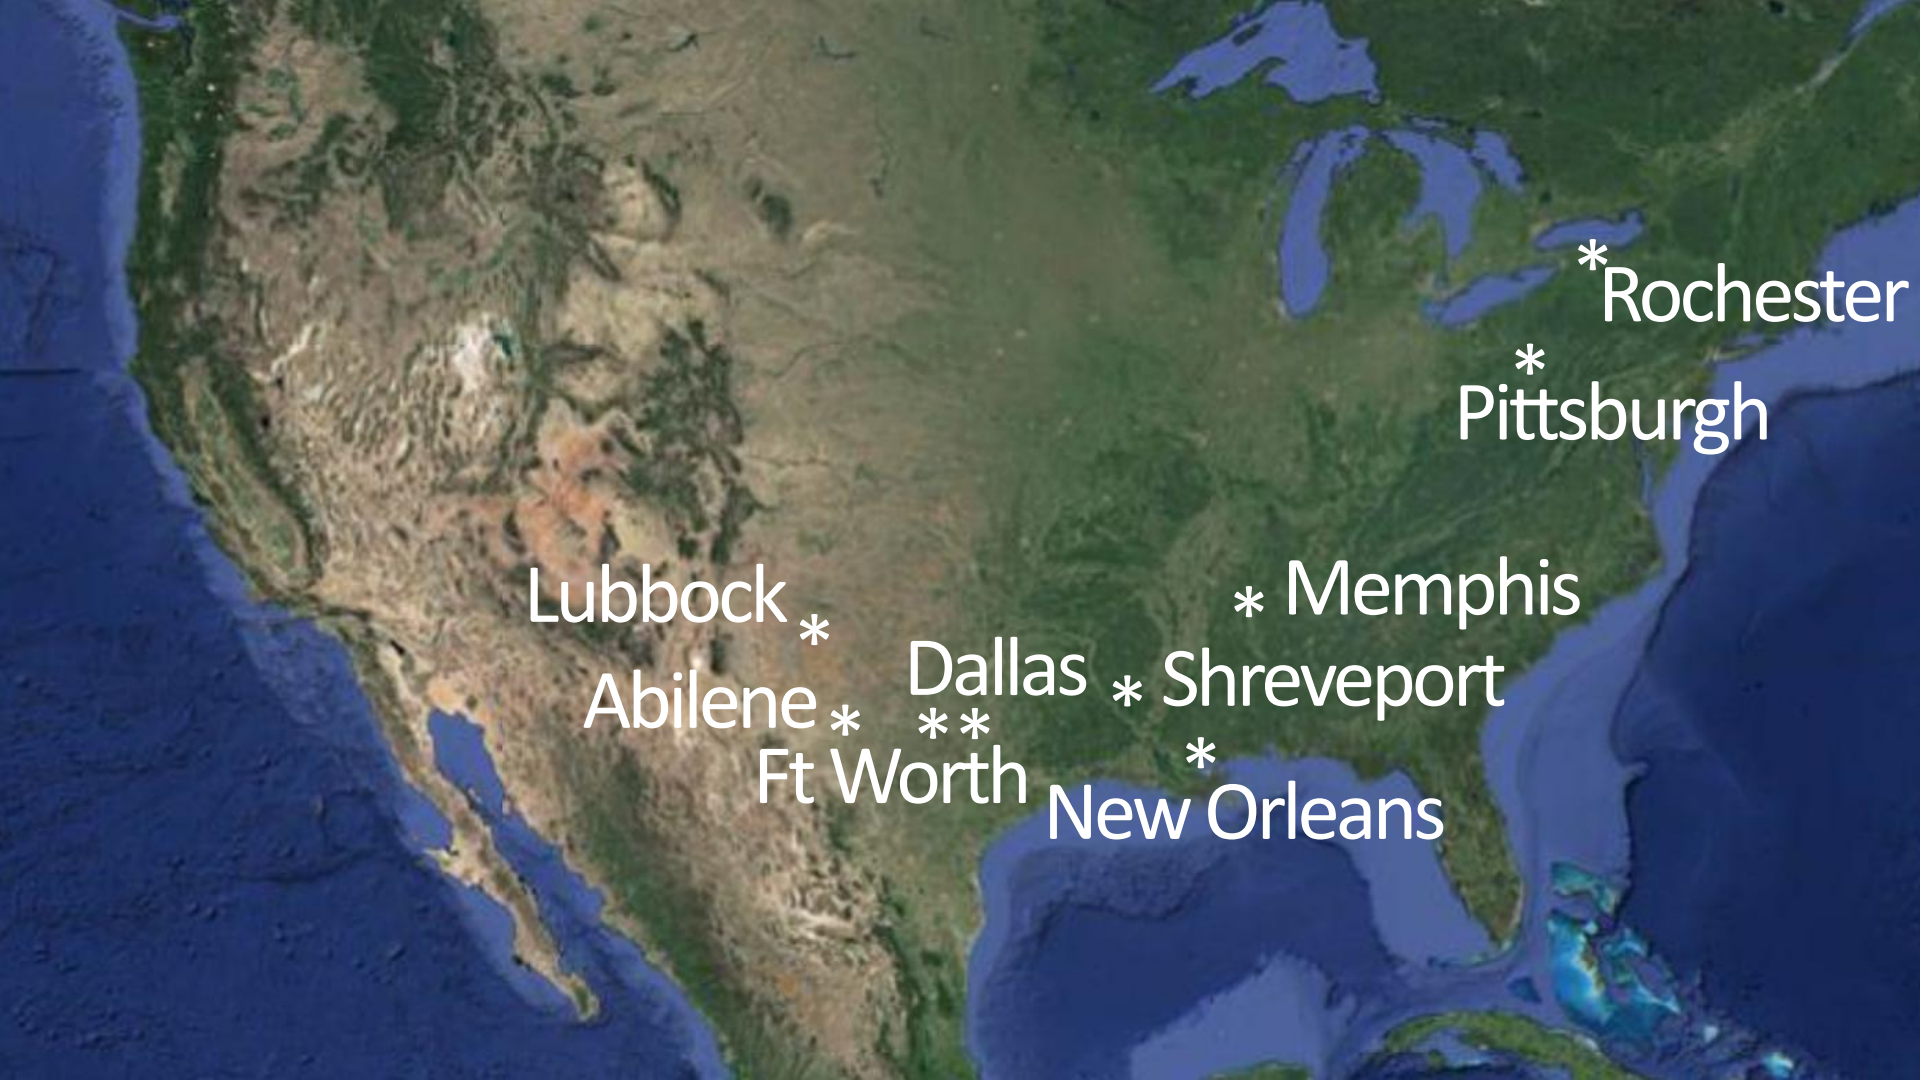 * Rochester
* Pittsburgh
Lubbock *
* Memphis
Dallas
* Shreveport
Abilene *
* *
Ft Worth
*
New Orleans